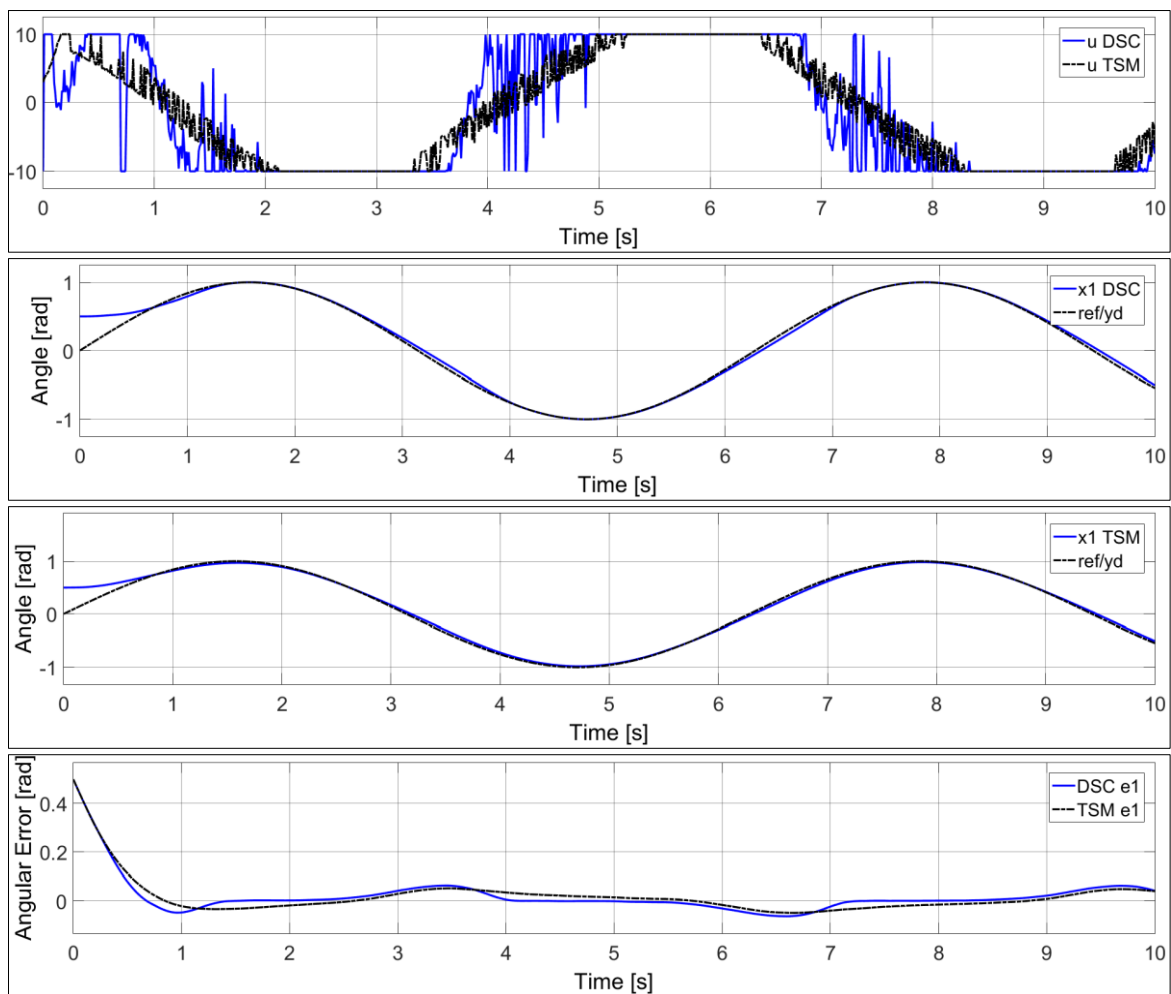 10
0
-10
u DSC
u TSM
0 1 2 3 4 5 6 7 8 9 10
Time [s]
Angle [rad]
1
0
-1
x1 DSC
ref/yd
0 1 2 3 4 5 6 7 8 9 10
Time [s]
Angle [rad]
1
0
-1
x1 TSM
ref/yd
0 1 2 3 4 5 6 7 8 9 10
Time [s]
Angular Error [rad]
0.4
0.2
0
DSC e1
TSM e1
0 1 2 3 4 5 6 7 8 9 10
Time [s]